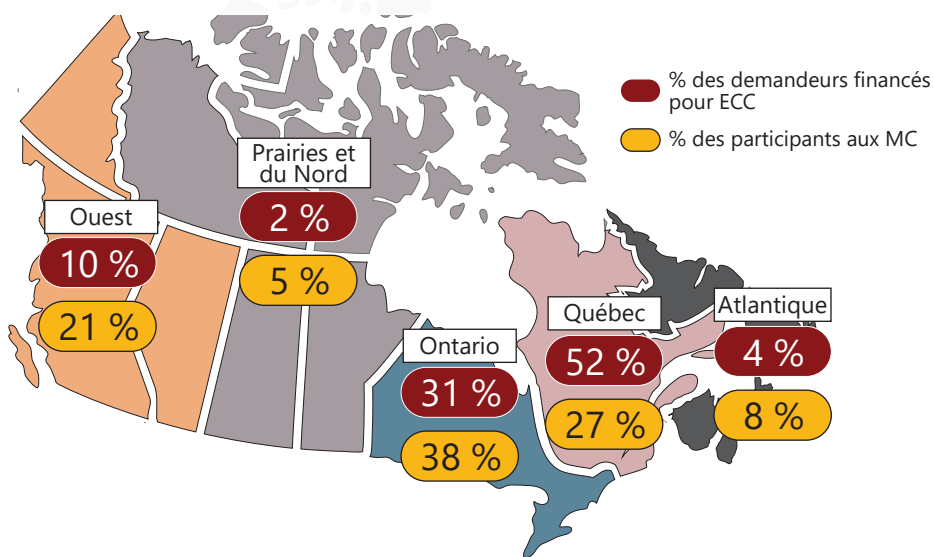 % des demandeurs financés
pour ECC
% des participants aux MC
Prairies et
du Nord
2 %
5 %
Ouest
10 %
21 %
Ontario
31 %
38 %
Québec
52 %
27 %
Atlantique
4 %
8 %